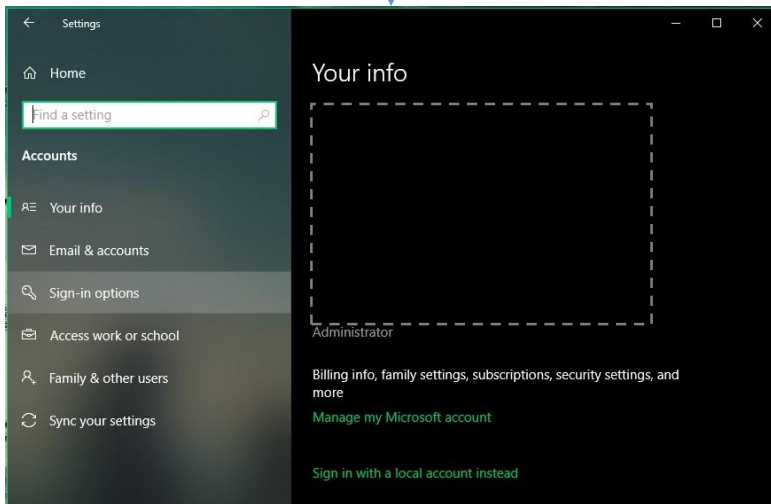 Settings
Home
Find a setting
Accounts
Your info
Email & accounts
Sign-in options
Access work or school
Family & other users
Sync your settings
Your info
Administrator
Billing info, family settings, subscriptions, security settings, and
more
Manage my Microsoft account
Sign in with a local account instead